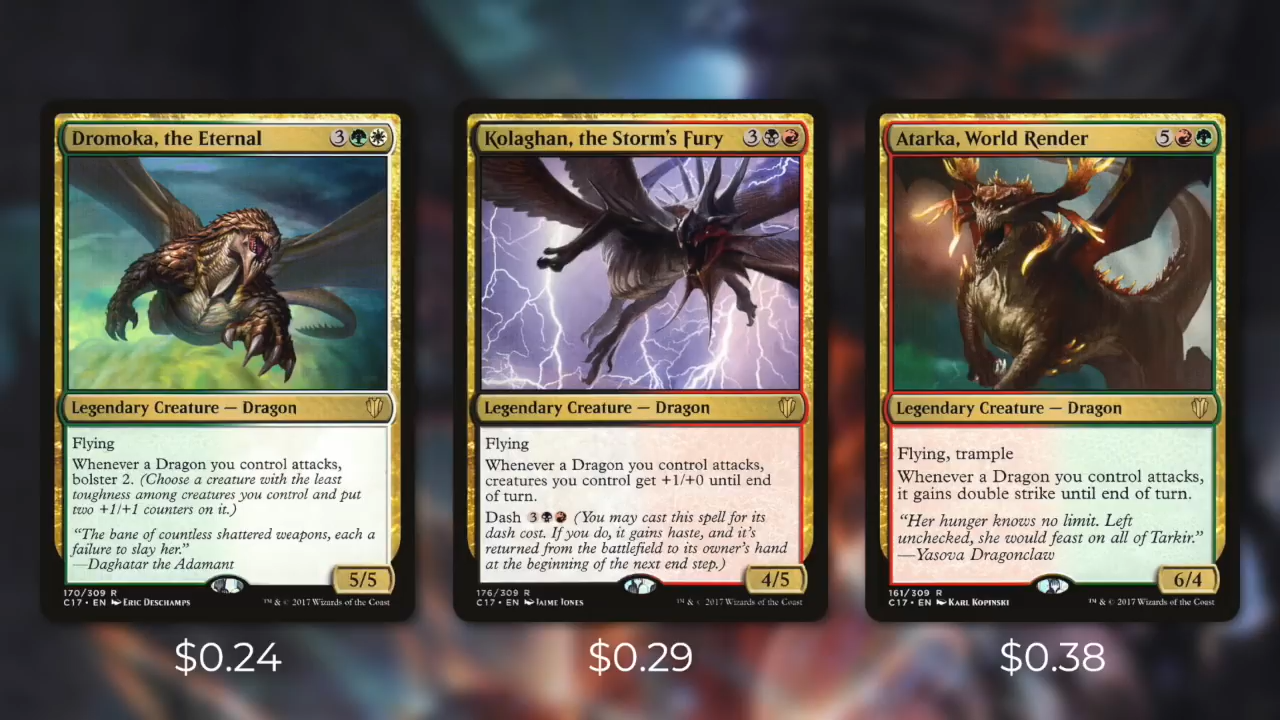 Dromoka, the Eternal 3
Legendary Creature — Dragon
Flying
Whenever a Dragon you control attacks,
bolster 2. (Choose a creature with the least
toughness among creatures you control and put
two +1/+1 counters on it.)
"The bane of countless shattered weapons, each a
failure to slay her."
—Daghatar the Adamant
5/5
170/309 R
C17 • EN Eric Deschamps ™ & © 2017 Wizards of the Coast
$0.24
Kolaghan, the Storm's Fury 3
Legendary Creature — Dragon
Flying
Whenever a Dragon you control attacks,
creatures you control get +1/+0 until end
of turn.
Dash 3 (You may cast this spell for its
dash cost. If you do, it gains haste, and it's
returned from the battlefield to its owner's hand
at the beginning of the next end step.)
4/5
176/309 R
C17 • EN Jaime Jones ™ & © 2017 Wizards of the Coast
$0.29
Atarka, World Render 5
Legendary Creature — Dragon
Flying, trample
Whenever a Dragon you control attacks,
it gains double strike until end of turn.
"Her hunger knows no limit. Left
unchecked, she would feast on all of Tarkir."
—Yasova Dragonclaw
6/4
161/309 R
C17 • EN Karl Kopinski ™ & © 2017 Wizards of the Coast
$0.38